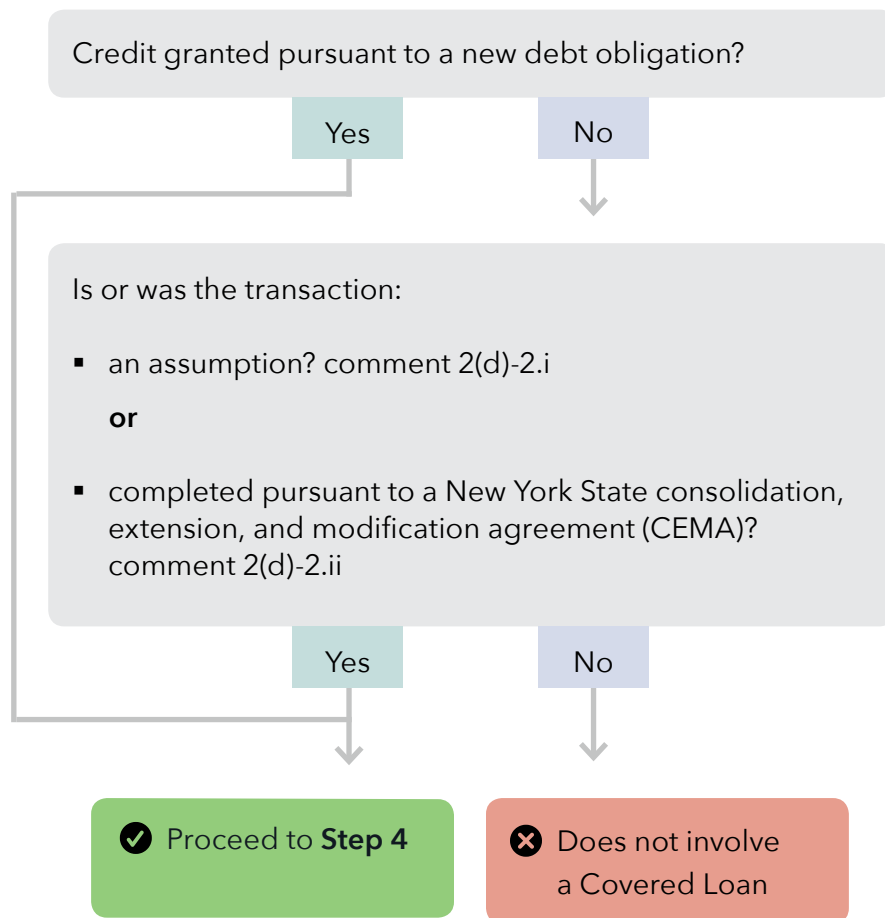 Credit granted pursuant to a new debt obligation?
Yes
No
Is or was the transaction:
▪ an assumption? comment 2(d)-2.i
or
▪ completed pursuant to a New York State consolidation,
extension, and modification agreement (CEMA)?
comment 2(d)-2.ii
Yes
No
Proceed to Step 4
Does not involve
a Covered Loan